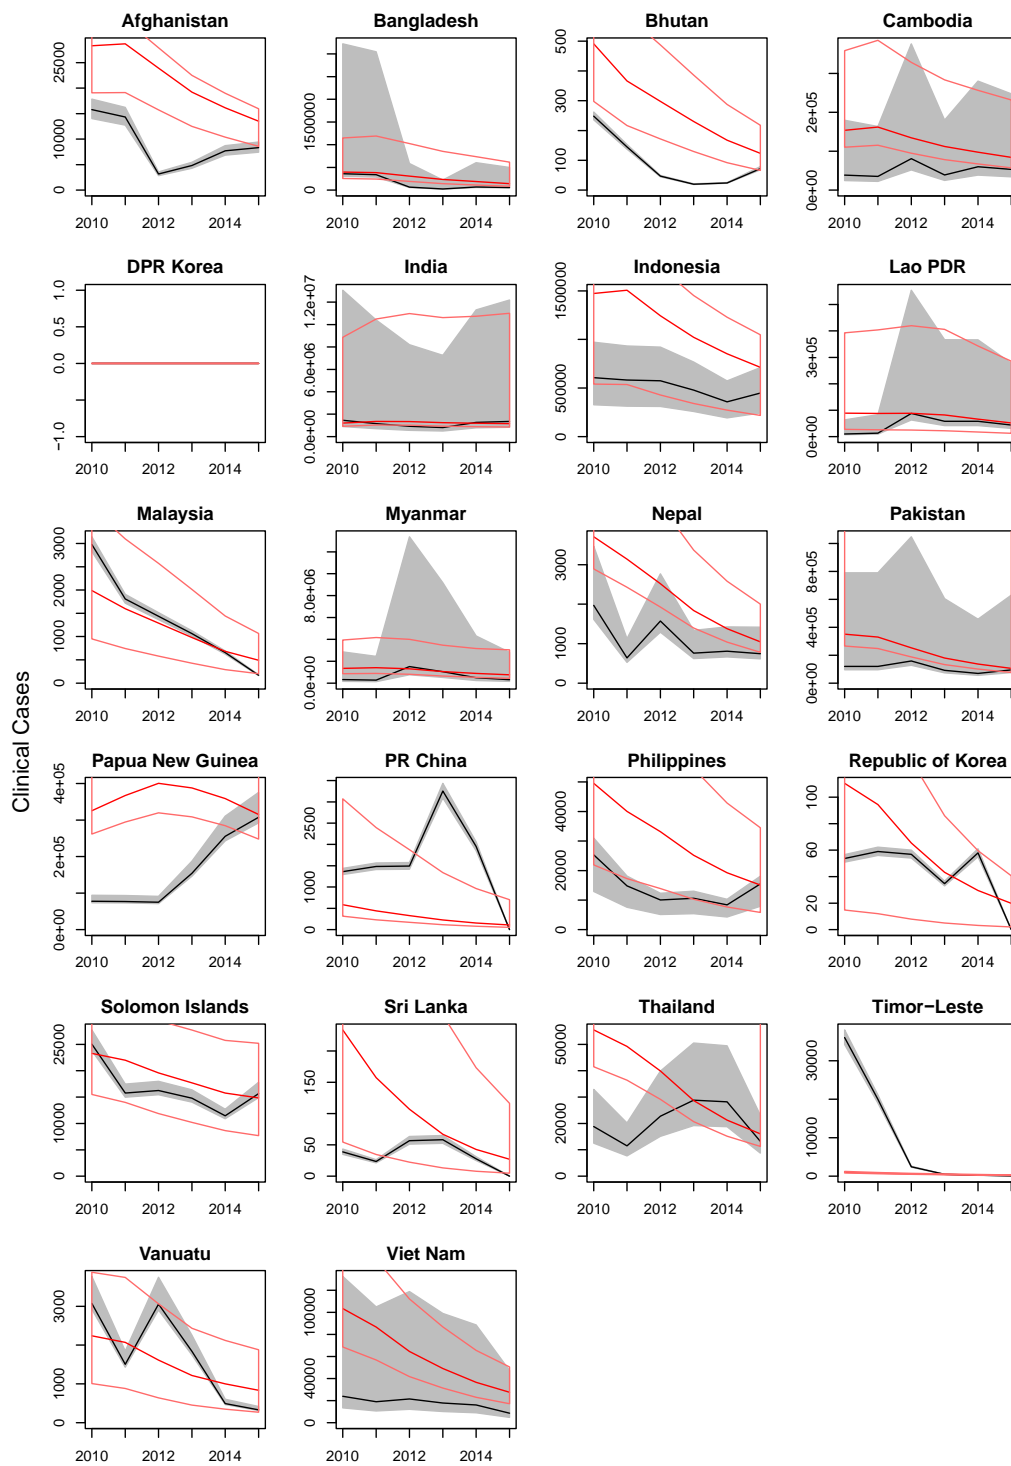 Clinical Cases
Afghanistan
0 10000 25000
2010 2012 2014
Bangladesh
0 1500000
2010 2012 2014
Bhutan
0 100 300 500
2010 2012 2014
Cambodia
0e+00 2e+05
2010 2012 2014
DPR Korea
−1.0 0.0 0.5 1.0
2010 2012 2014
India
0.0e+00 6.0e+06 1.2e+07
2010 2012 2014
Indonesia
0 500000 1500000
2010 2012 2014
Lao PDR
0e+00 3e+05
2010 2012 2014
Malaysia
0 1000 2000 3000
2010 2012 2014
Myanmar
0.0e+00 6.0e+06
2010 2012 2014
Nepal
0 1000 3000
2010 2012 2014
Pakistan
0e+00 4e+05 8e+05
2010 2012 2014
Papua New Guinea
0e+00 2e+05 4e+05
2010 2012 2014
PR China
0 1000 2500
2010 2012 2014
Philippines
0 20000 40000
2010 2012 2014
Republic of Korea
0 20 60 100
2010 2012 2014
Solomon Islands
0 10000 25000
2010 2012 2014
Sri Lanka
0 50 150
2010 2012 2014
Thailand
0 20000 50000
2010 2012 2014
Timor−Leste
0 10000 30000
2010 2012 2014
Vanuatu
0 1000 3000
2010 2012 2014
Viet Nam
0 40000 100000
2010 2012 2014